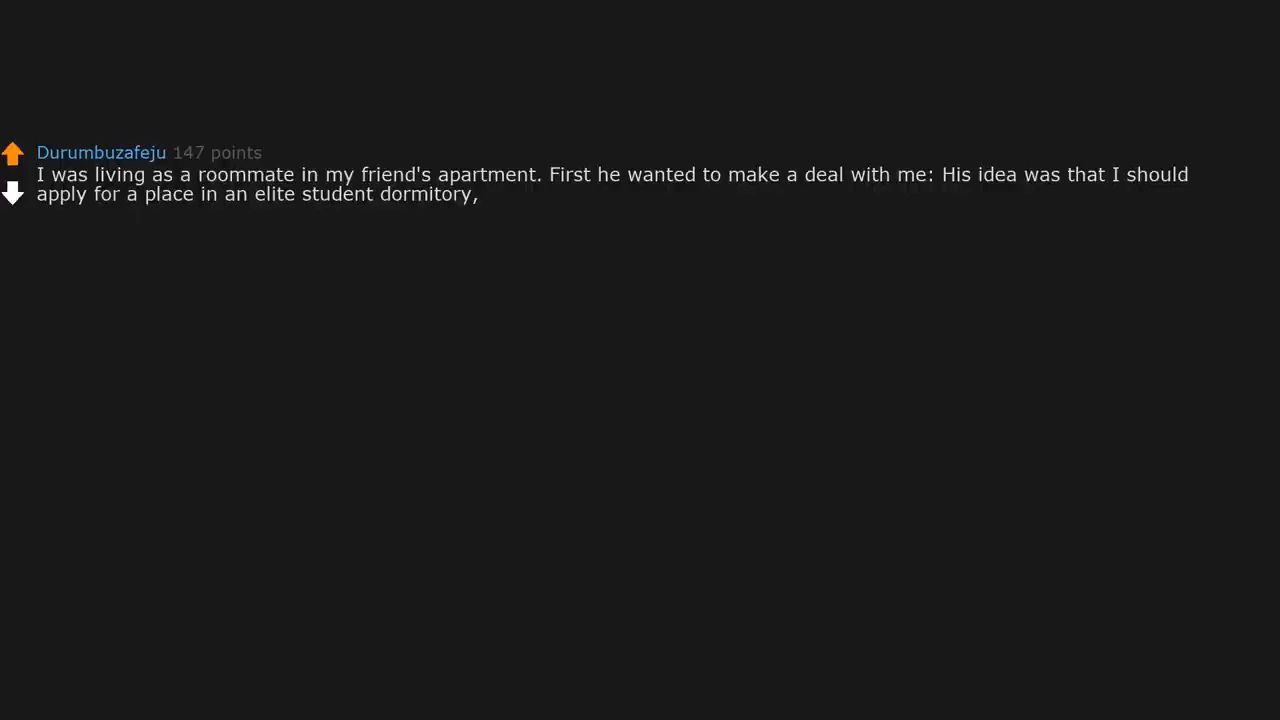 Durumbuzafeju 147 points
I was living as a roommate in my friend's apartment. First he wanted to make a deal with me: His idea was that I should
apply for a place in an elite student dormitory,